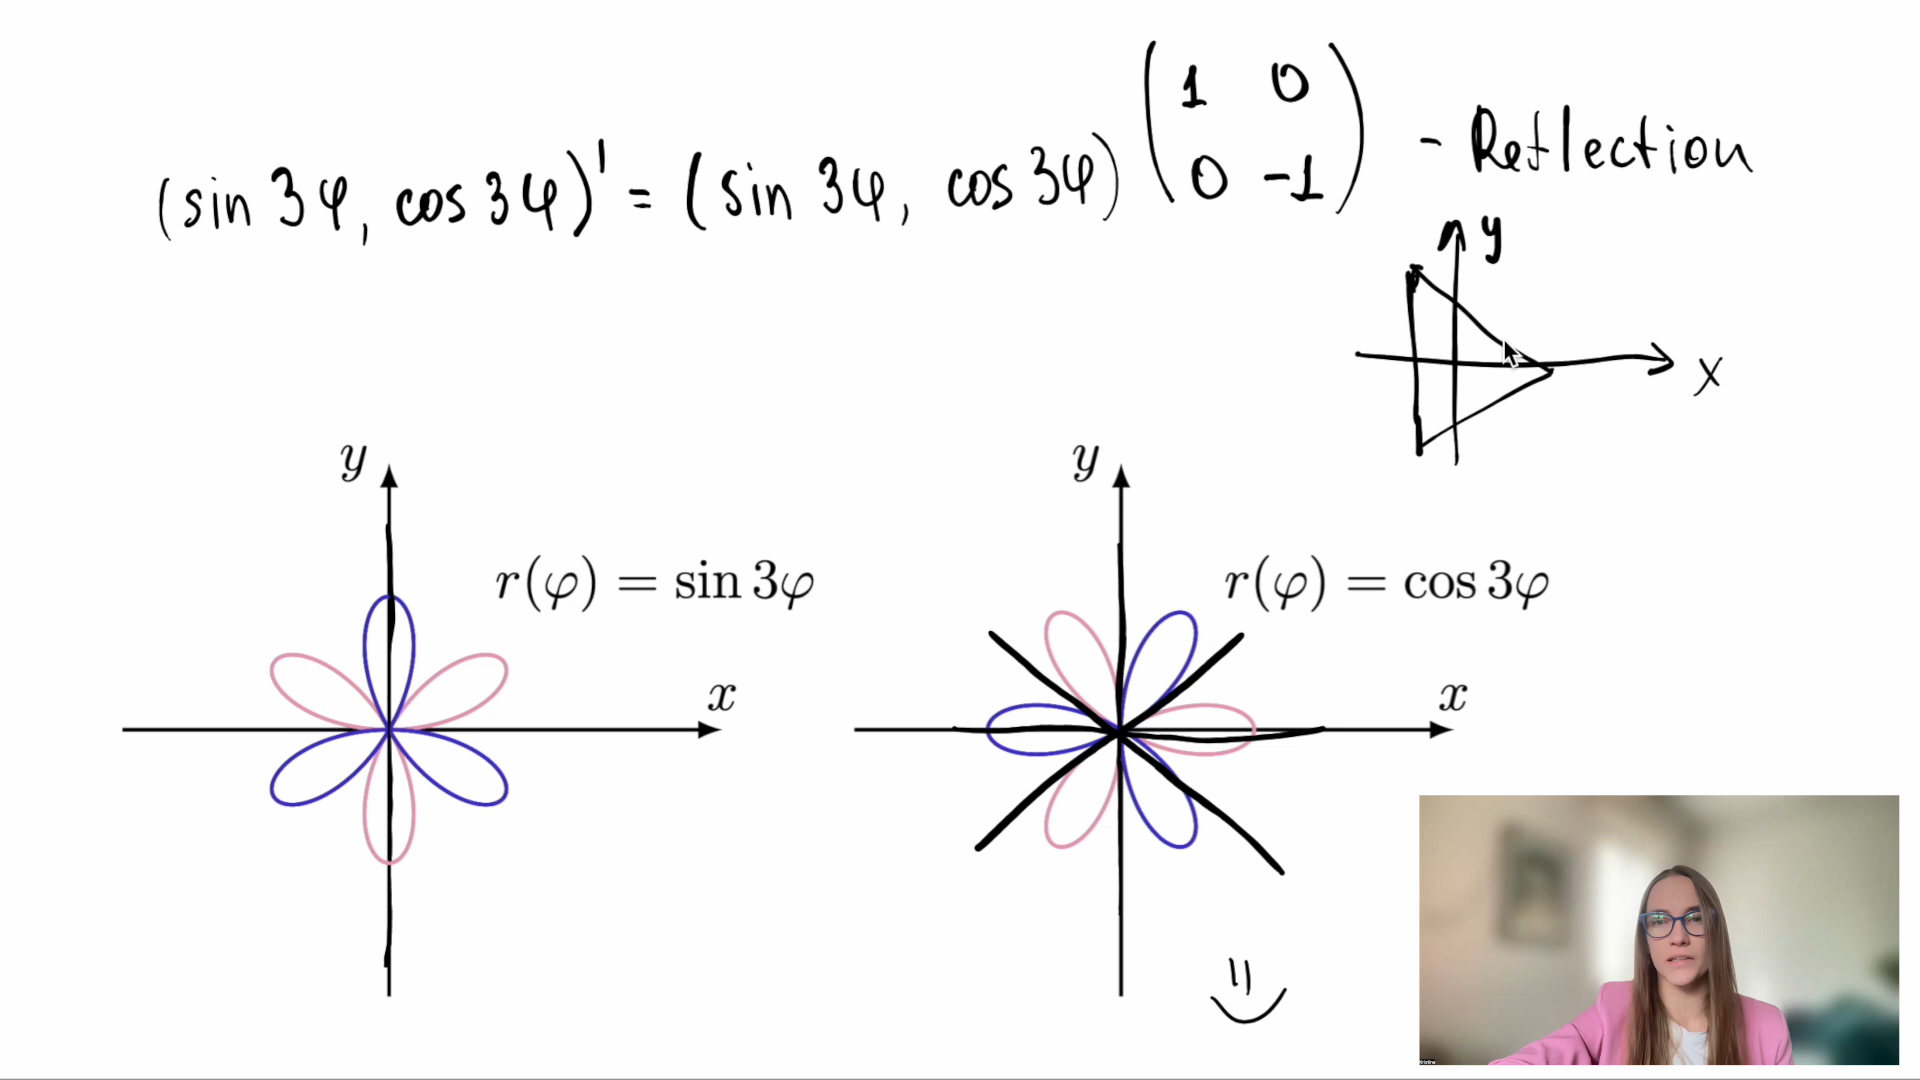 (sin 3φ, cos 3φ)' = (sin 3φ, cos 3φ) (1 0
0 -1) - Reflection
y
x
y
r(φ) = sin 3φ
x
y
r(φ) = cos 3φ
x